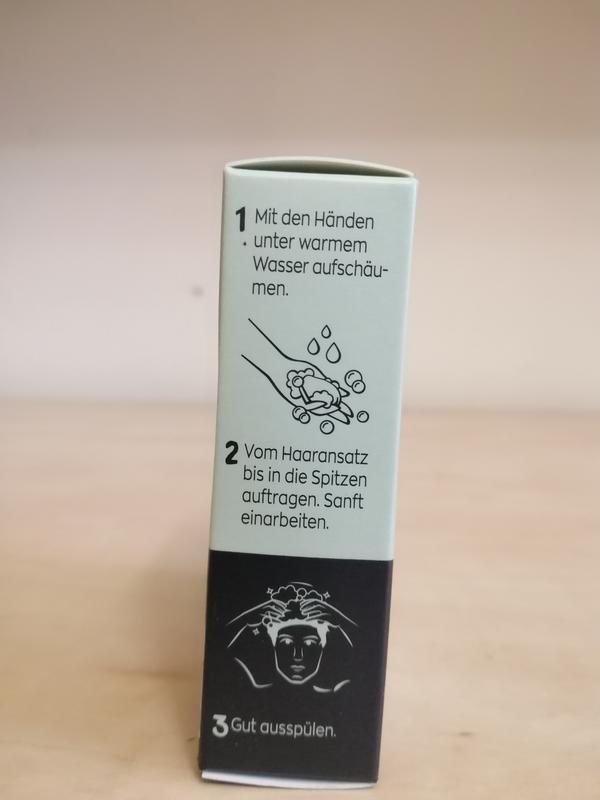 1 Mit den Händen
unter warmem
Wasser aufschäu-
men.
2 Vom Haaransatz
bis in die Spitzen
auftragen. Sanft
einarbeiten.
3 Gut ausspülen.